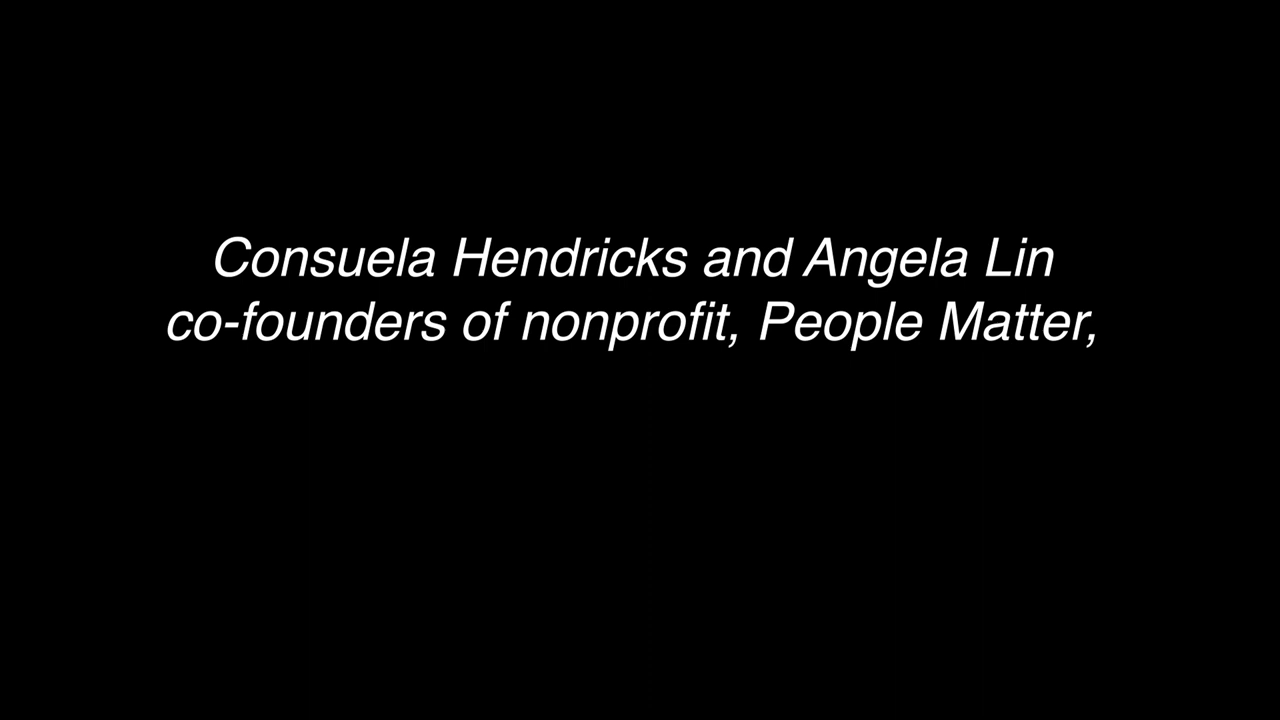 Consuela Hendricks and Angela Lin
co-founders of nonprofit, People Matter,